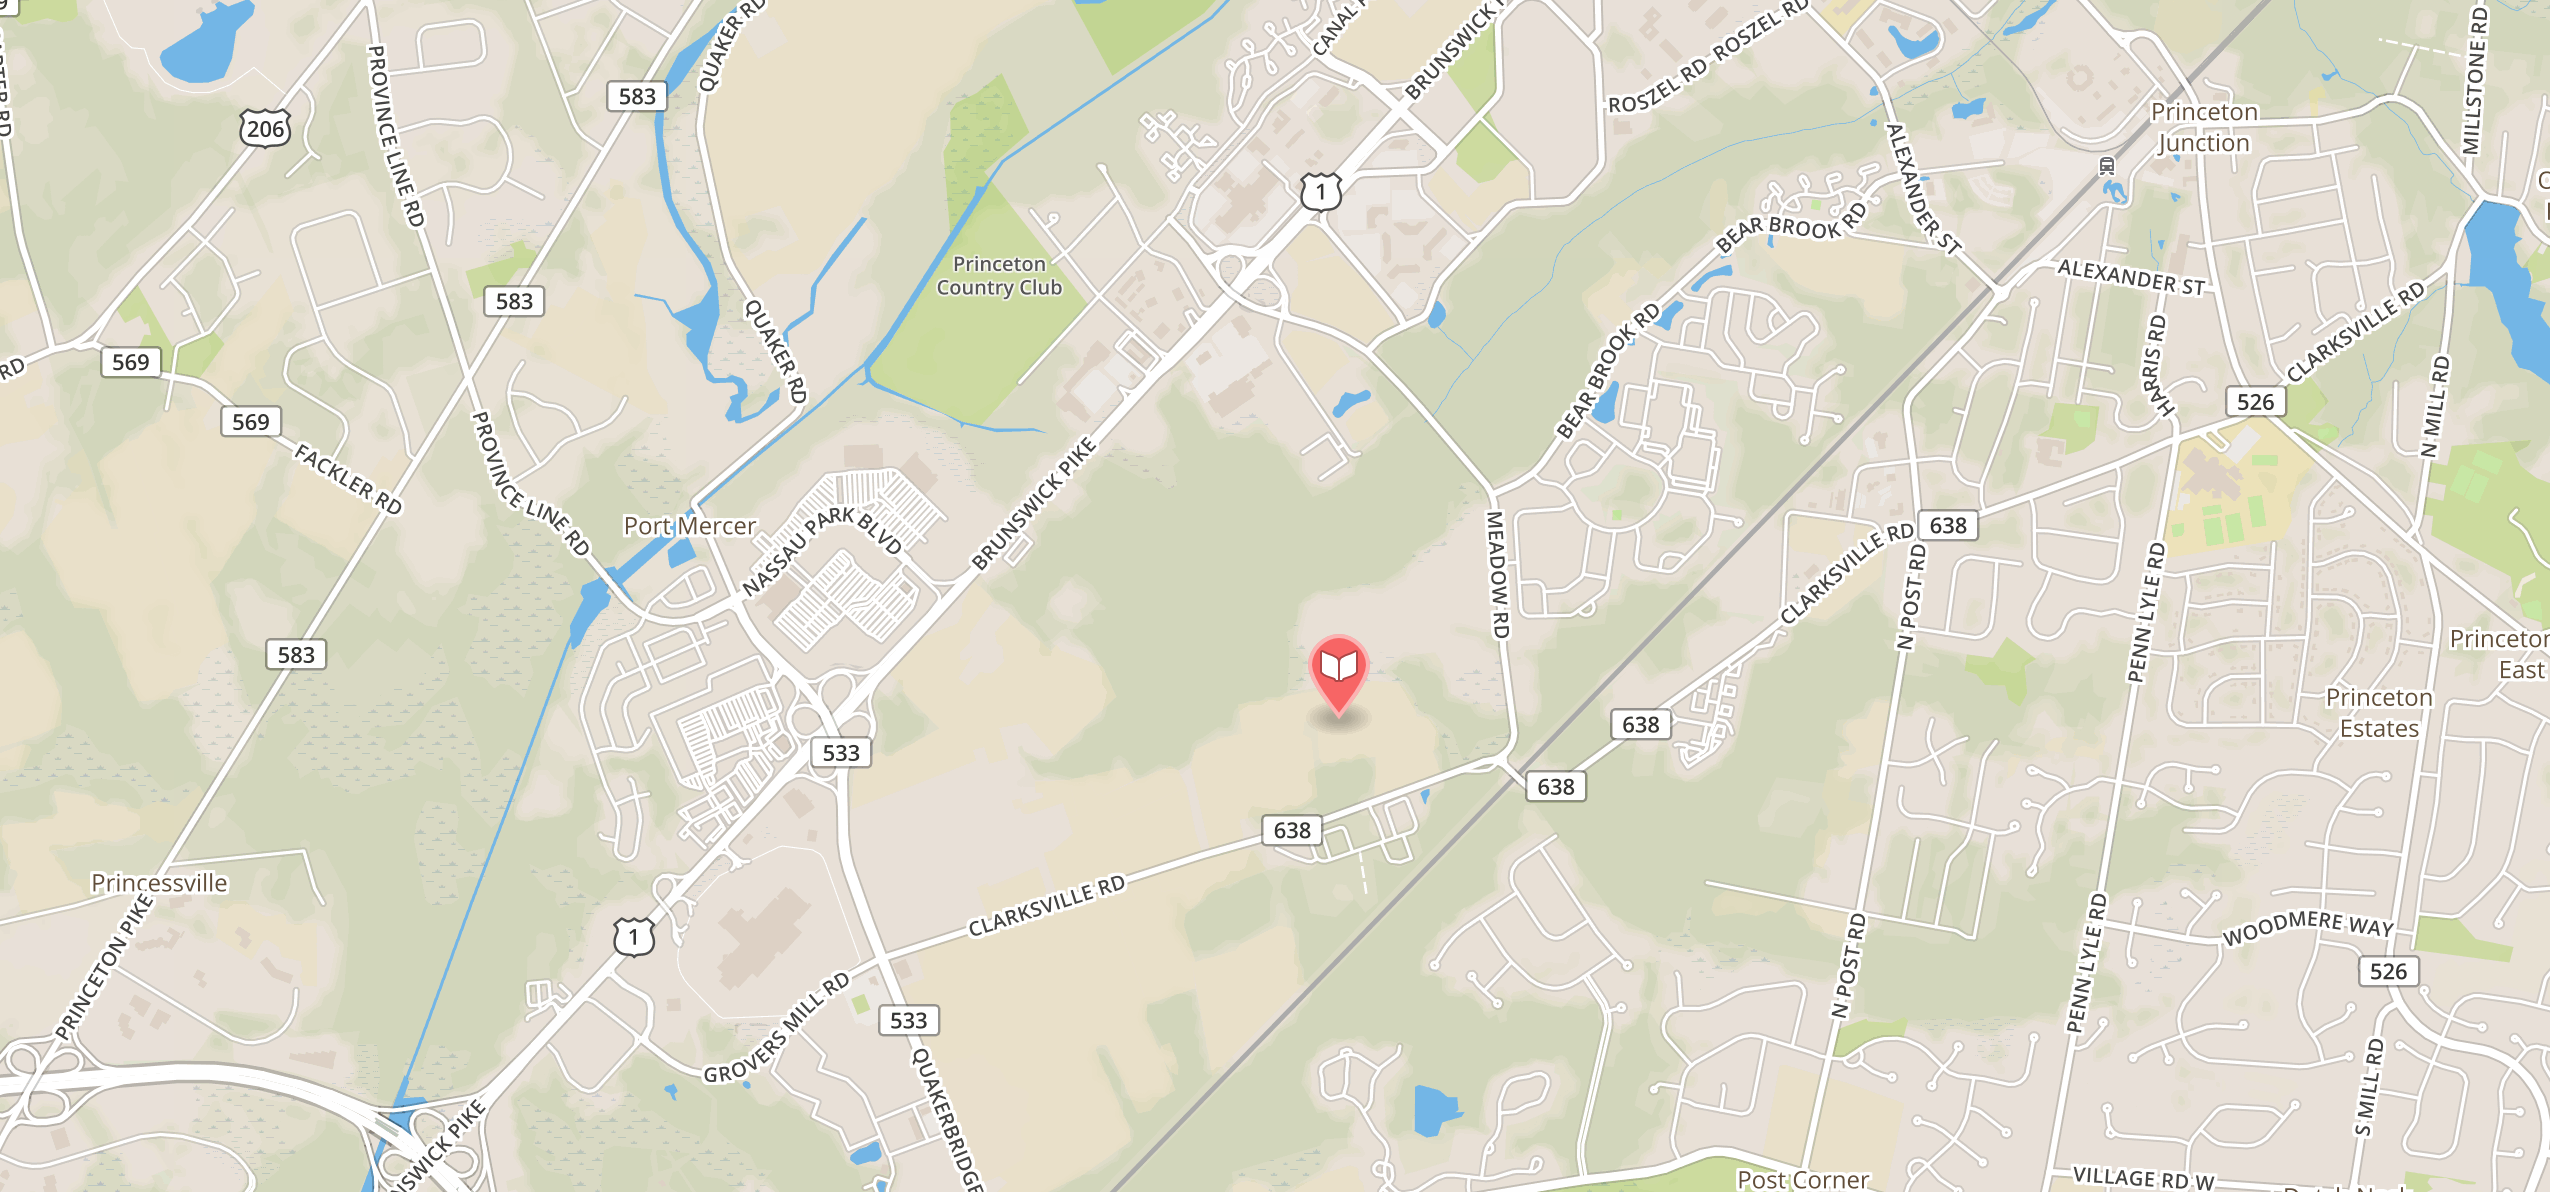 QUAKER RD
CANAL
BRUNSWICK
ROSZEL RD
ROSZEL RD
MILLSTONE RD
PROVINCE LINE RD
583
206
Princeton
Junction
ALEXANDER ST
1
BEAR BROOK RD
Princeton
Country Club
583
ALEXANDER ST
QUAKER RD
CLARKSVILLE RD
BEAR BROOK RD
HARRIS RD
RD
569
569
526
N MILL RD
FACKLER RD
PROVINCE LINE RD
BRUNSWICK PIKE
Port Mercer
NASSAU PARK BLVD
MEADOW RD
638
CLARKSVILLE RD
N POST RD
PENN LYLE RD
583
Princeton
Estates
East
638
533
638
638
Princessville
CLARKSVILLE RD
PRINCETON PIKE
1
N POST RD
PENN LYLE RD
WOODMERE WAY
526
GROVERS MILL RD
533
QUAKERBRIDGE
S MILL RD
PIKE
Post Corner
VILLAGE RD W